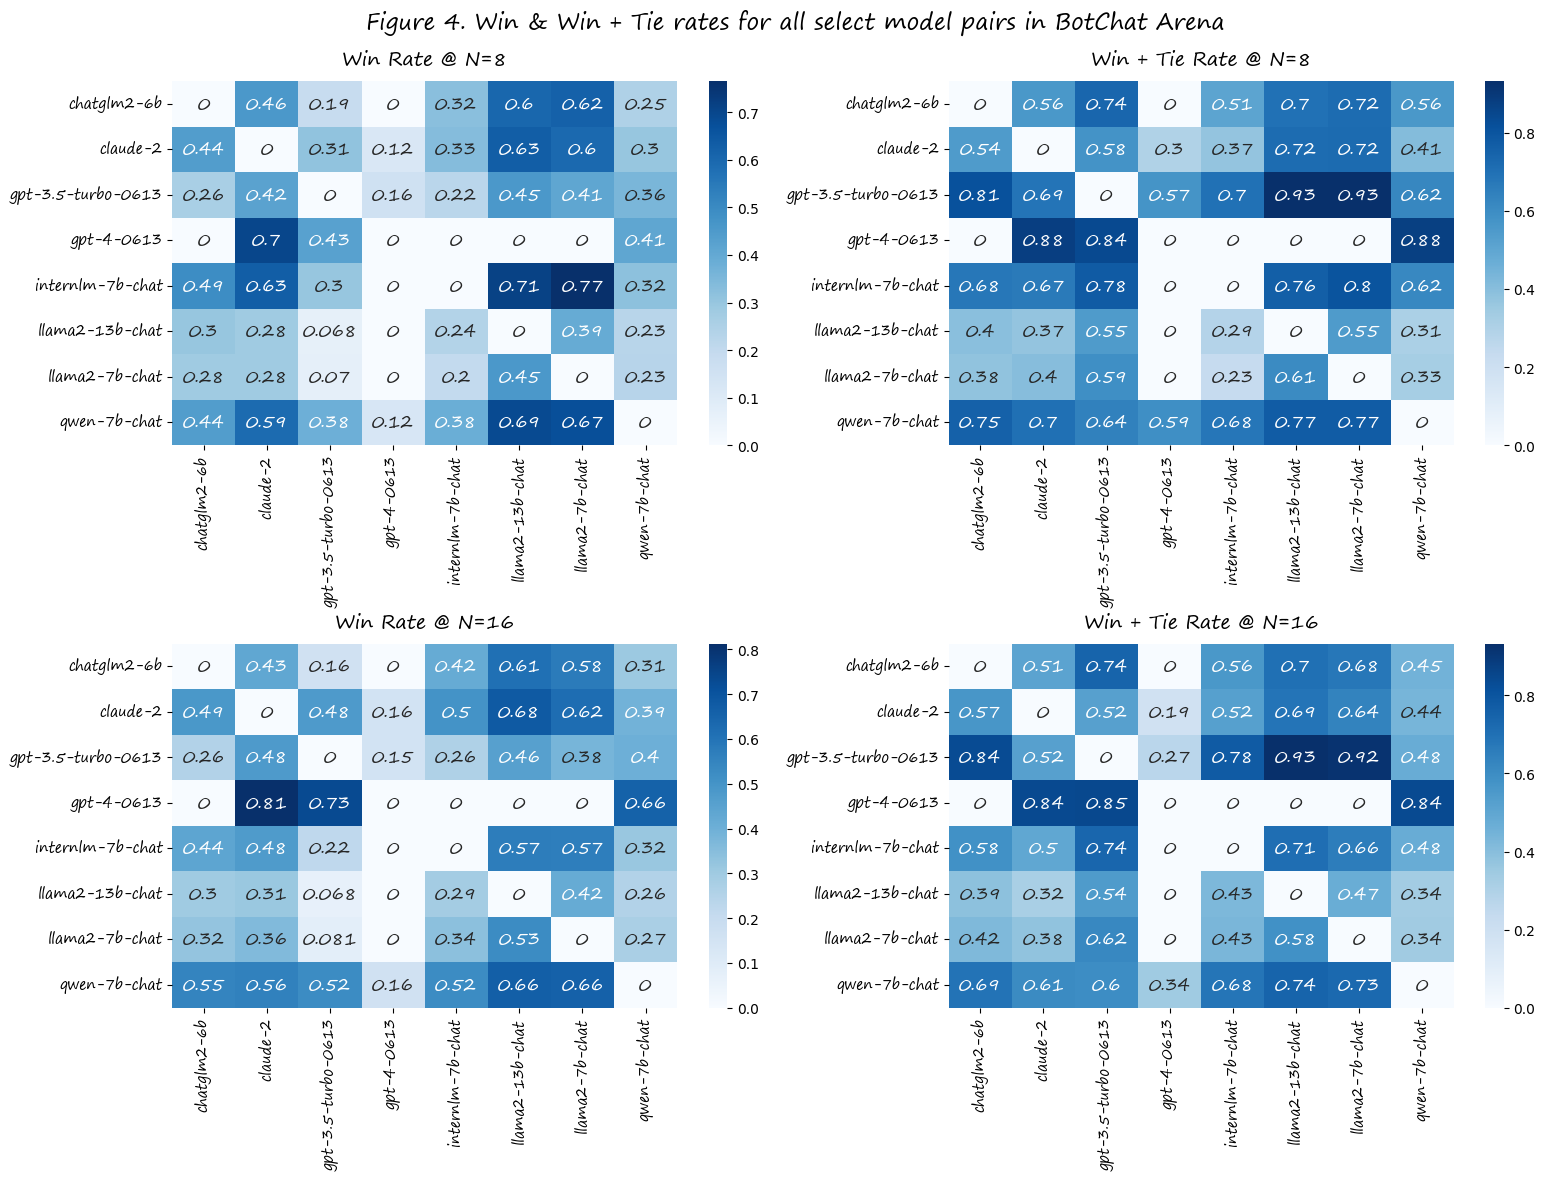 Figure 4. Win & Win + Tie rates for all select model pairs in BotChat Arena
Win Rate @ N=8
chatglm2-6b 0 0.46 0.19 0 0.32 0.6 0.62 0.25
claude-2 0.44 0 0.31 0.12 0.33 0.63 0.6 0.3
gpt-3.5-turbo-0613 0.26 0.42 0 0.16 0.22 0.45 0.41 0.36
gpt-4-0613 0 0.7 0.43 0 0 0 0 0.41
internlm-7b-chat 0.49 0.63 0.3 0 0 0.71 0.77 0.32
llama2-13b-chat 0.3 0.28 0.068 0 0.24 0 0.39 0.23
llama2-7b-chat 0.28 0.28 0.07 0 0.2 0.45 0 0.23
qwen-7b-chat 0.44 0.59 0.38 0.12 0.38 0.69 0.67 0
chatglm2-6b claude-2 gpt-3.5-turbo-0613 gpt-4-0613 internlm-7b-chat llama2-13b-chat llama2-7b-chat qwen-7b-chat
0.7
0.6
0.5
0.4
0.3
0.2
0.1
0.0
Win + Tie Rate @ N=8
chatglm2-6b 0 0.56 0.74 0 0.51 0.7 0.72 0.56
claude-2 0.54 0 0.58 0.3 0.37 0.72 0.72 0.41
gpt-3.5-turbo-0613 0.81 0.69 0 0.57 0.7 0.93 0.93 0.62
gpt-4-0613 0 0.88 0.84 0 0 0 0 0.88
internlm-7b-chat 0.68 0.67 0.78 0 0 0.76 0.8 0.62
llama2-13b-chat 0.4 0.37 0.55 0 0.29 0 0.55 0.31
llama2-7b-chat 0.38 0.4 0.59 0 0.23 0.61 0 0.33
qwen-7b-chat 0.75 0.7 0.64 0.59 0.68 0.77 0.77 0
chatglm2-6b claude-2 gpt-3.5-turbo-0613 gpt-4-0613 internlm-7b-chat llama2-13b-chat llama2-7b-chat qwen-7b-chat
0.8
0.6
0.4
0.2
0.0
Win Rate @ N=16
chatglm2-6b 0 0.43 0.16 0 0.42 0.61 0.58 0.31
claude-2 0.49 0 0.48 0.16 0.5 0.68 0.62 0.39
gpt-3.5-turbo-0613 0.26 0.48 0 0.15 0.26 0.46 0.38 0.4
gpt-4-0613 0 0.81 0.73 0 0 0 0 0.66
internlm-7b-chat 0.44 0.48 0.22 0 0 0.57 0.57 0.32
llama2-13b-chat 0.3 0.31 0.068 0 0.29 0 0.42 0.26
llama2-7b-chat 0.32 0.36 0.081 0 0.34 0.53 0 0.27
qwen-7b-chat 0.55 0.56 0.52 0.16 0.52 0.66 0.66 0
chatglm2-6b claude-2 gpt-3.5-turbo-0613 gpt-4-0613 internlm-7b-chat llama2-13b-chat llama2-7b-chat qwen-7b-chat
0.8
0.7
0.6
0.5
0.4
0.3
0.2
0.1
0.0
Win + Tie Rate @ N=16
chatglm2-6b 0 0.51 0.74 0 0.56 0.7 0.68 0.45
claude-2 0.57 0 0.52 0.19 0.52 0.69 0.64 0.44
gpt-3.5-turbo-0613 0.84 0.52 0 0.27 0.78 0.93 0.92 0.48
gpt-4-0613 0 0.84 0.85 0 0 0 0 0.84
internlm-7b-chat 0.58 0.5 0.74 0 0 0.71 0.66 0.48
llama2-13b-chat 0.39 0.32 0.54 0 0.43 0 0.47 0.34
llama2-7b-chat 0.42 0.38 0.62 0 0.43 0.58 0 0.34
qwen-7b-chat 0.69 0.61 0.6 0.34 0.68 0.74 0.73 0
chatglm2-6b claude-2 gpt-3.5-turbo-0613 gpt-4-0613 internlm-7b-chat llama2-13b-chat llama2-7b-chat qwen-7b-chat
0.8
0.6
0.4
0.2
0.0